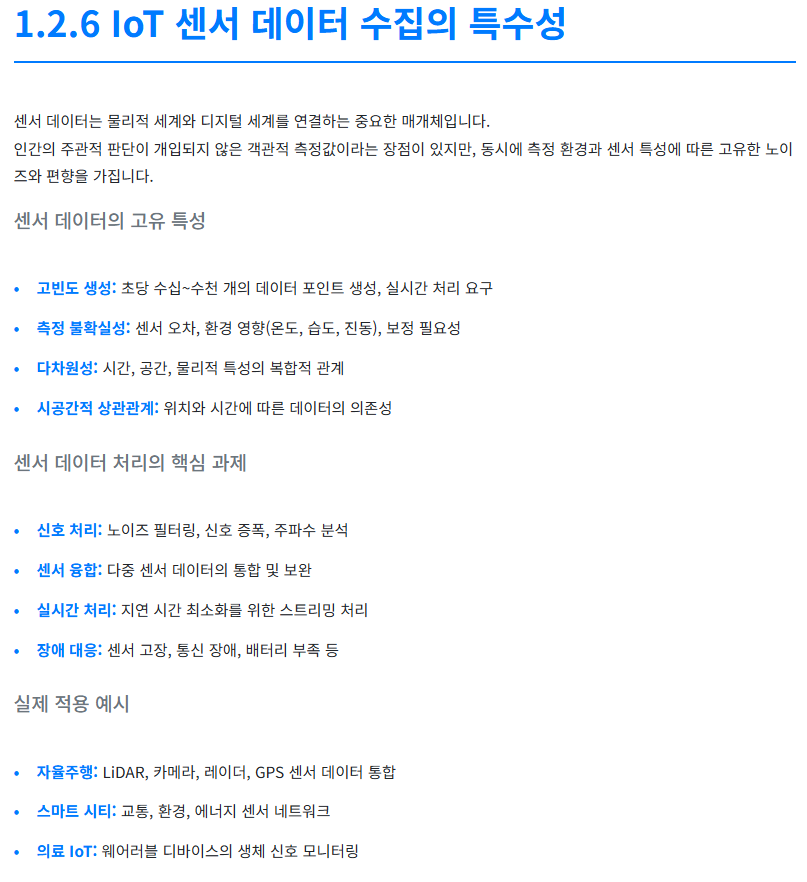 1.2.6 IoT 센서 데이터 수집의 특수성
센서 데이터는 물리적 세계와 디지털 세계를 연결하는 중요한 매개체입니다.
인간의 주관적 판단이 개입되지 않은 객관적 측정값이라는 장점이 있지만, 동시에 측정 환경과 센서 특성에 따른 고유한 노이
즈와 편향을 가집니다.
센서 데이터의 고유 특성
• 고빈도 생성: 초당 수십~수천 개의 데이터 포인트 생성, 실시간 처리 요구
• 측정 불확실성: 센서 오차, 환경 영향(온도, 습도, 진동), 보정 필요성
• 다차원성: 시간, 공간, 물리적 특성의 복합적 관계
• 시공간적 상관관계: 위치와 시간에 따른 데이터의 의존성
센서 데이터 처리의 핵심 과제
• 신호 처리: 노이즈 필터링, 신호 증폭, 주파수 분석
• 센서 융합: 다중 센서 데이터의 통합 및 보완
• 실시간 처리: 지연 시간 최소화를 위한 스트리밍 처리
• 장애 대응: 센서 고장, 통신 장애, 배터리 부족 등
실제 적용 예시
• 자율주행: LiDAR, 카메라, 레이더, GPS 센서 데이터 통합
• 스마트 시티: 교통, 환경, 에너지 센서 네트워크
• 의료 IoT: 웨어러블 디바이스의 생체 신호 모니터링